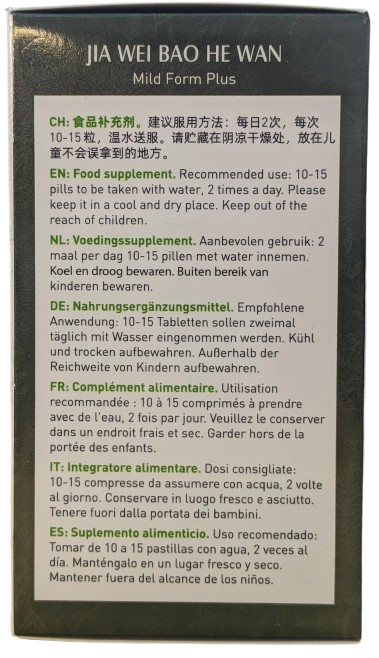 JIA WEI BAO HE WAN
Mild Form Plus
CH: 食品补充剂。建议服用方法：每日2次，每次
10-15粒，温水送服。请贮藏在阴凉干燥处，放在儿
童不会误拿到的地方。
EN: Food supplement. Recommended use: 10-15
pills to be taken with water, 2 times a day. Please
keep it in a cool and dry place. Keep out of the
reach of children.
NL: Voedingssupplement. Aanbevolen gebruik: 2
maal per dag 10-15 pillen met water innemen.
Koel en droog bewaren. Buiten bereik van
kinderen bewaren.
DE: Nahrungsergänzungsmittel. Empfohlene
Anwendung: 10-15 Tabletten sollen zweimal
täglich mit Wasser eingenommen werden. Kühl
und trocken aufbewahren. Außerhalb der
Reichweite von Kindern aufbewahren.
FR: Complément alimentaire. Utilisation
recommandée : 10 à 15 comprimés à prendre
avec de l'eau, 2 fois par jour. Veuillez le conserver
dans un endroit frais et sec. Garder hors de la
portée des enfants.
IT: Integratore alimentare. Dosi consigliate:
10-15 compresse da assumere con acqua, 2 volte
al giorno. Conservare in luogo fresco e asciutto.
Tenere fuori dalla portata dei bambini.
ES: Suplemento alimenticio. Uso recomendado:
Tomar de 10 a 15 pastillas con agua, 2 veces al
día. Manténgalo en un lugar fresco y seco.
Mantener fuera del alcance de los niños.